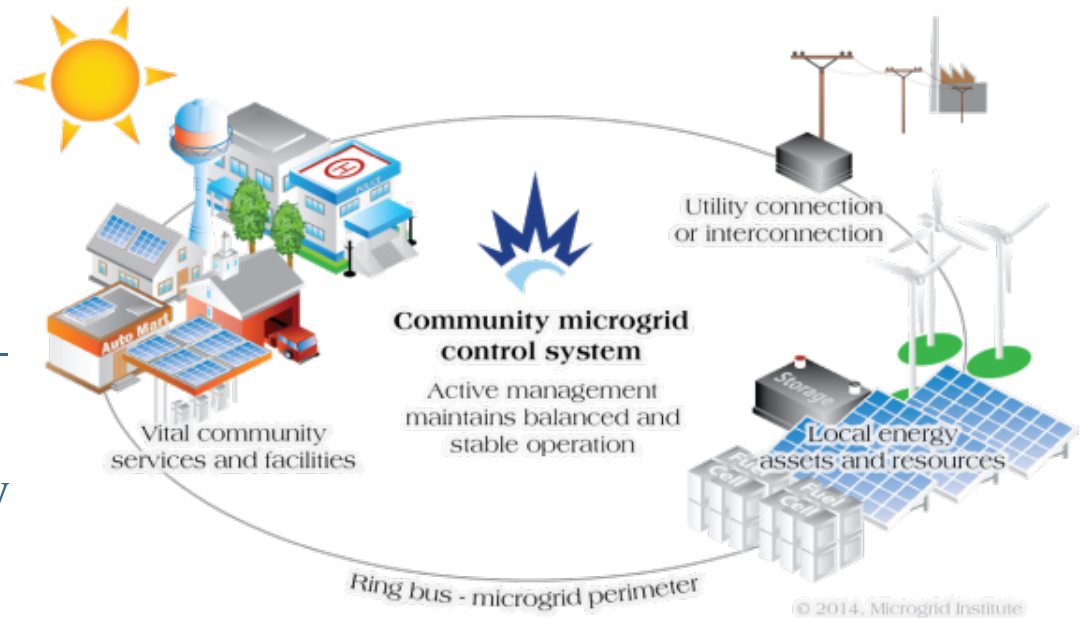 H
POLICE
Utility connection
or interconnection
Community microgrid
control system
Active management
maintains balanced and
stable operation
Auto Mart
Storage
Vital community
services and facilities
Local energy
assets and resources
Fuel
Cell
Fuel
Cell
Ring bus - microgrid perimeter
© 2014, Microgrid Institute
y